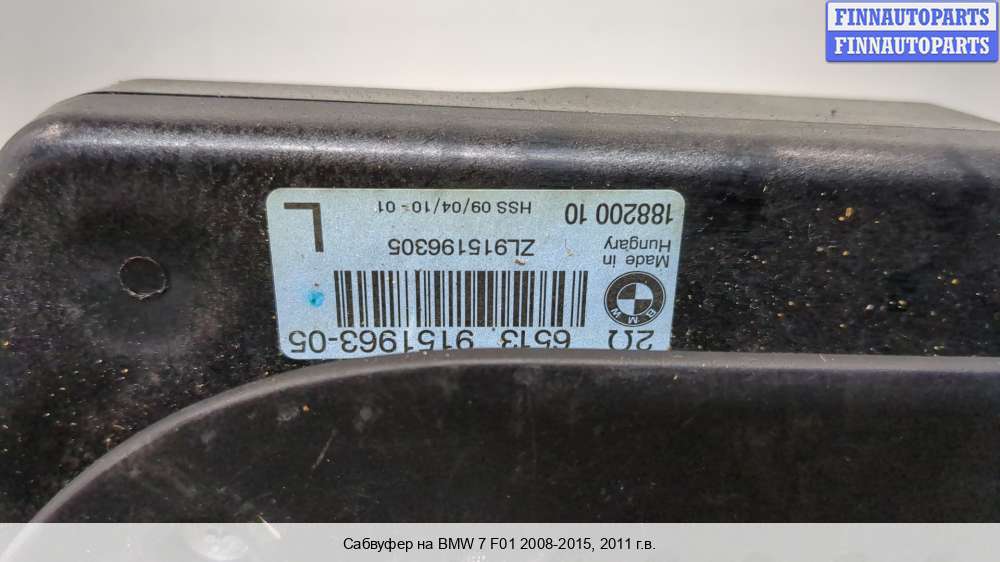 FINNAUTOPARTS
FINNAUTOPARTS
2Ω 6513 9151963-05
BMW
Made in
Hungary
ZL915196305
188200 10
HSS 09/04/10 - 01
L
Сабвуфер на BMW 7 F01 2008-2015, 2011 г.в.